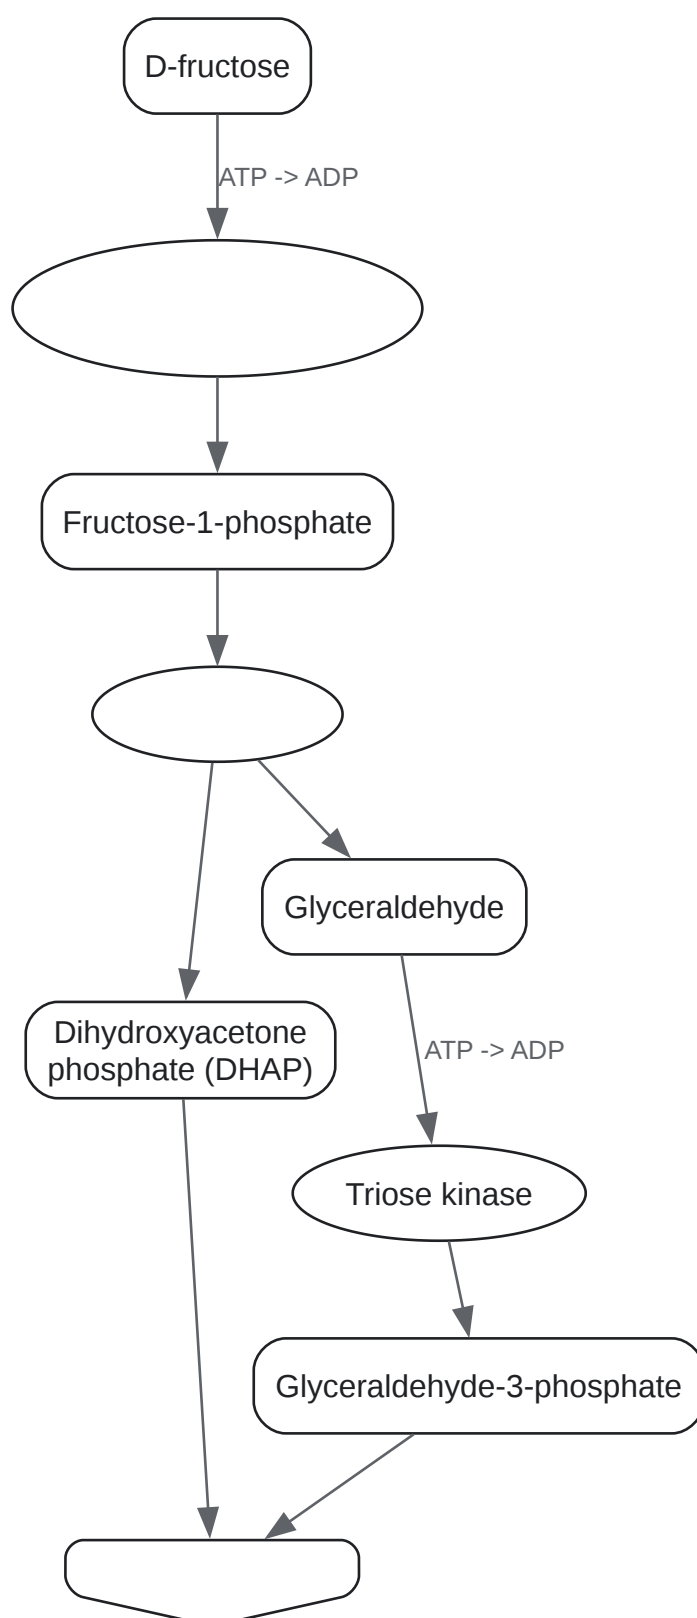 D-fructose
ATP -> ADP
Fructose-1-phosphate
Glyceraldehyde
Dihydroxyacetone
phosphate (DHAP)
ATP -> ADP
Triose kinase
Glyceraldehyde-3-phosphate